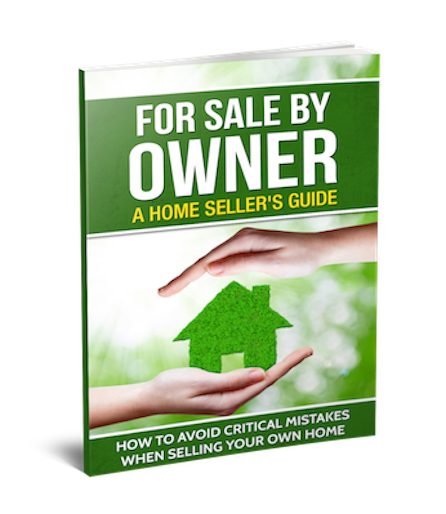 FOR SALE BY
OWNER
A HOME SELLER'S GUIDE
HOW TO AVOID CRITICAL MISTAKES
WHEN SELLING YOUR OWN HOME